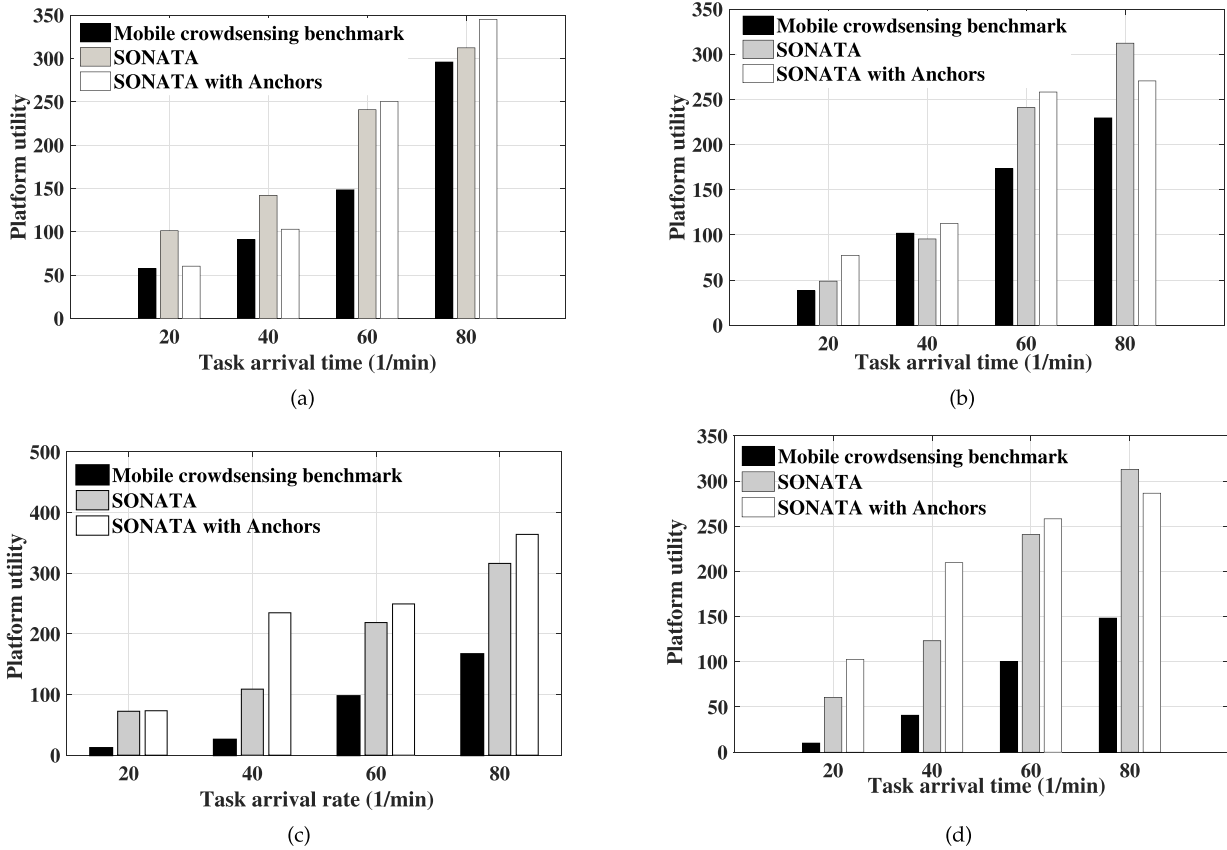 350
300
250
200
150
100
50
0
Platform utility
Mobile crowdsensing benchmark
SONATA
SONATA with Anchors
20 40 60 80
Task arrival time (1/min)
(a)
350
300
250
200
150
100
50
0
Platform utility
Mobile crowdsensing benchmark
SONATA
SONATA with Anchors
20 40 60 80
Task arrival time (1/min)
(b)
500
400
300
200
100
0
Platform utility
Mobile crowdsensing benchmark
SONATA
SONATA with Anchors
20 40 60 80
Task arrival rate (1/min)
(c)
350
300
250
200
150
100
50
0
Platform utility
Mobile crowdsensing benchmark
SONATA
SONATA with Anchors
20 40 60 80
Task arrival time (1/min)
(d)